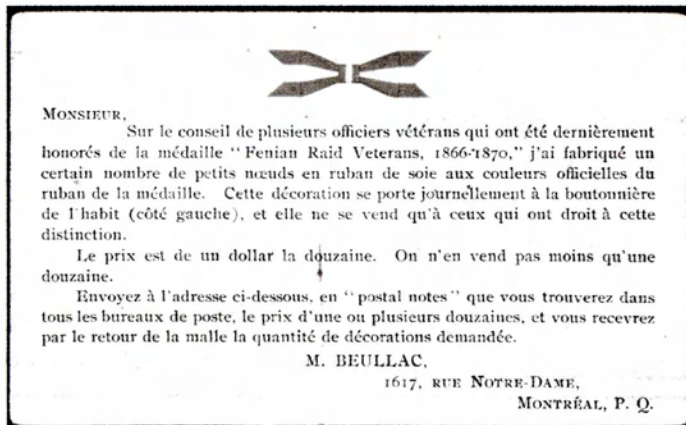 MONSIEUR,
Sur le conseil de plusieurs officiers vétérans qui ont été dernièrement
honorés de la médaille " Fenian Raid Veterans, 1866-1870," j'ai fabriqué un
certain nombre de petits nœuds en ruban de soie aux couleurs officielles du
ruban de la médaille. Cette décoration se porte journellement à la boutonnière
de l'habit (côté gauche), et elle ne se vend qu'à ceux qui ont droit à cette
distinction.
Le prix est de un dollar la douzaine. On n'en vend pas moins qu'une
douzaine.
Envoyez à l'adresse ci-dessous, en " postal notes " que vous trouverez dans
tous les bureaux de poste, le prix d'une ou plusieurs douzaines, et vous recevrez
par le retour de la malle la quantité de décorations demandée.
M. BEULLAC,
1617, RUE NOTRE-DAME,
MONTRÉAL, P. Q.